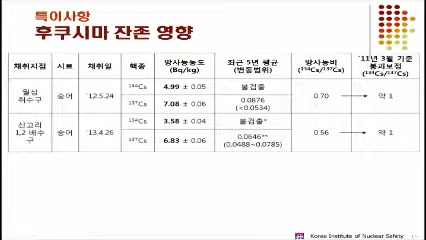 특이사항
후쿠시마 잔존 영향
채취지점 시료 채취일 핵종 방사능농도 (Bq/kg) 최근 5년 평균 (변동범위) 방사능비 (¹³⁴Cs/¹³⁷Cs) '11년 3월 기준 붕괴보정 (¹³⁴Cs/¹³⁷Cs)
월성 취수구 숭어 '12.5.24 ¹³⁴Cs 4.99 ± 0.05 불검출 0.70 약 1
¹³⁷Cs 7.08 ± 0.06 0.0876 (<0.0534)
신고리 1,2 배수구 숭어 '13.4.26 ¹³⁴Cs 3.58 ± 0.04 불검출* 0.56 약 1
¹³⁷Cs 6.83 ± 0.06 0.0646** (0.0488~0.0785)
Korea Institute of Nuclear Safety